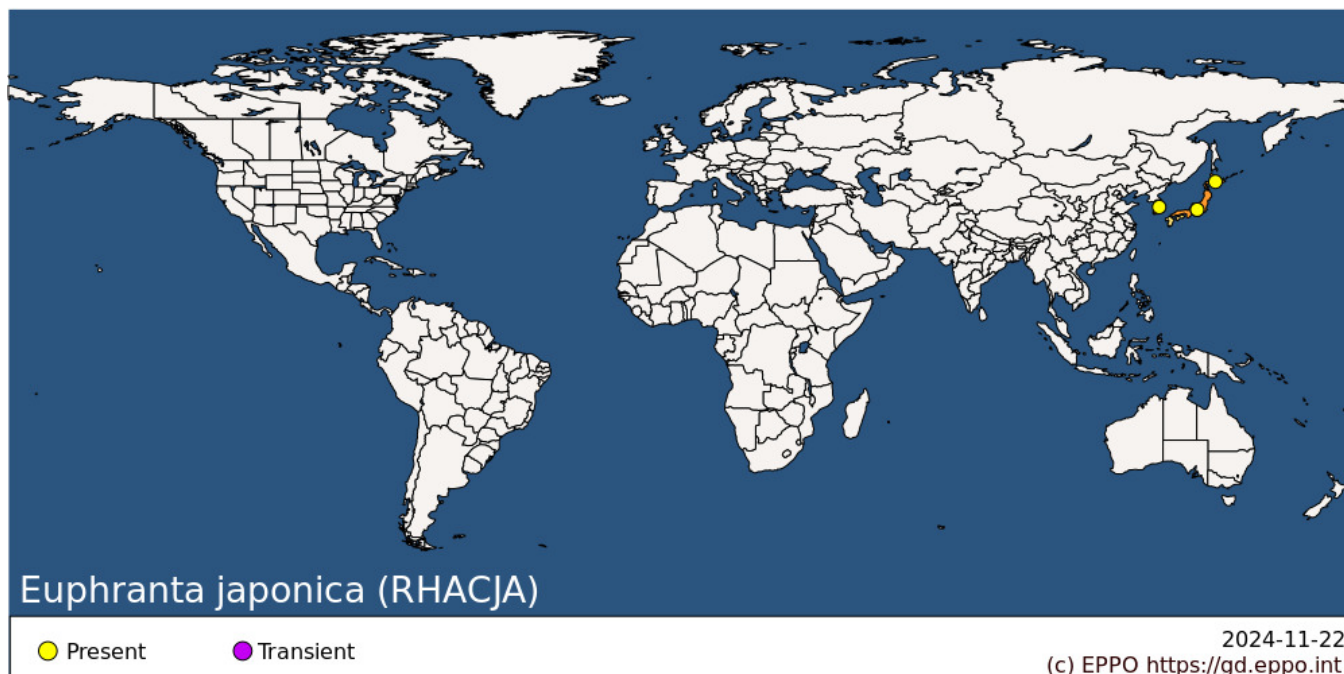 Euphranta japonica (RHACJA)
Present
Transient
2024-11-22
(c) EPPO https://gd.eppo.int